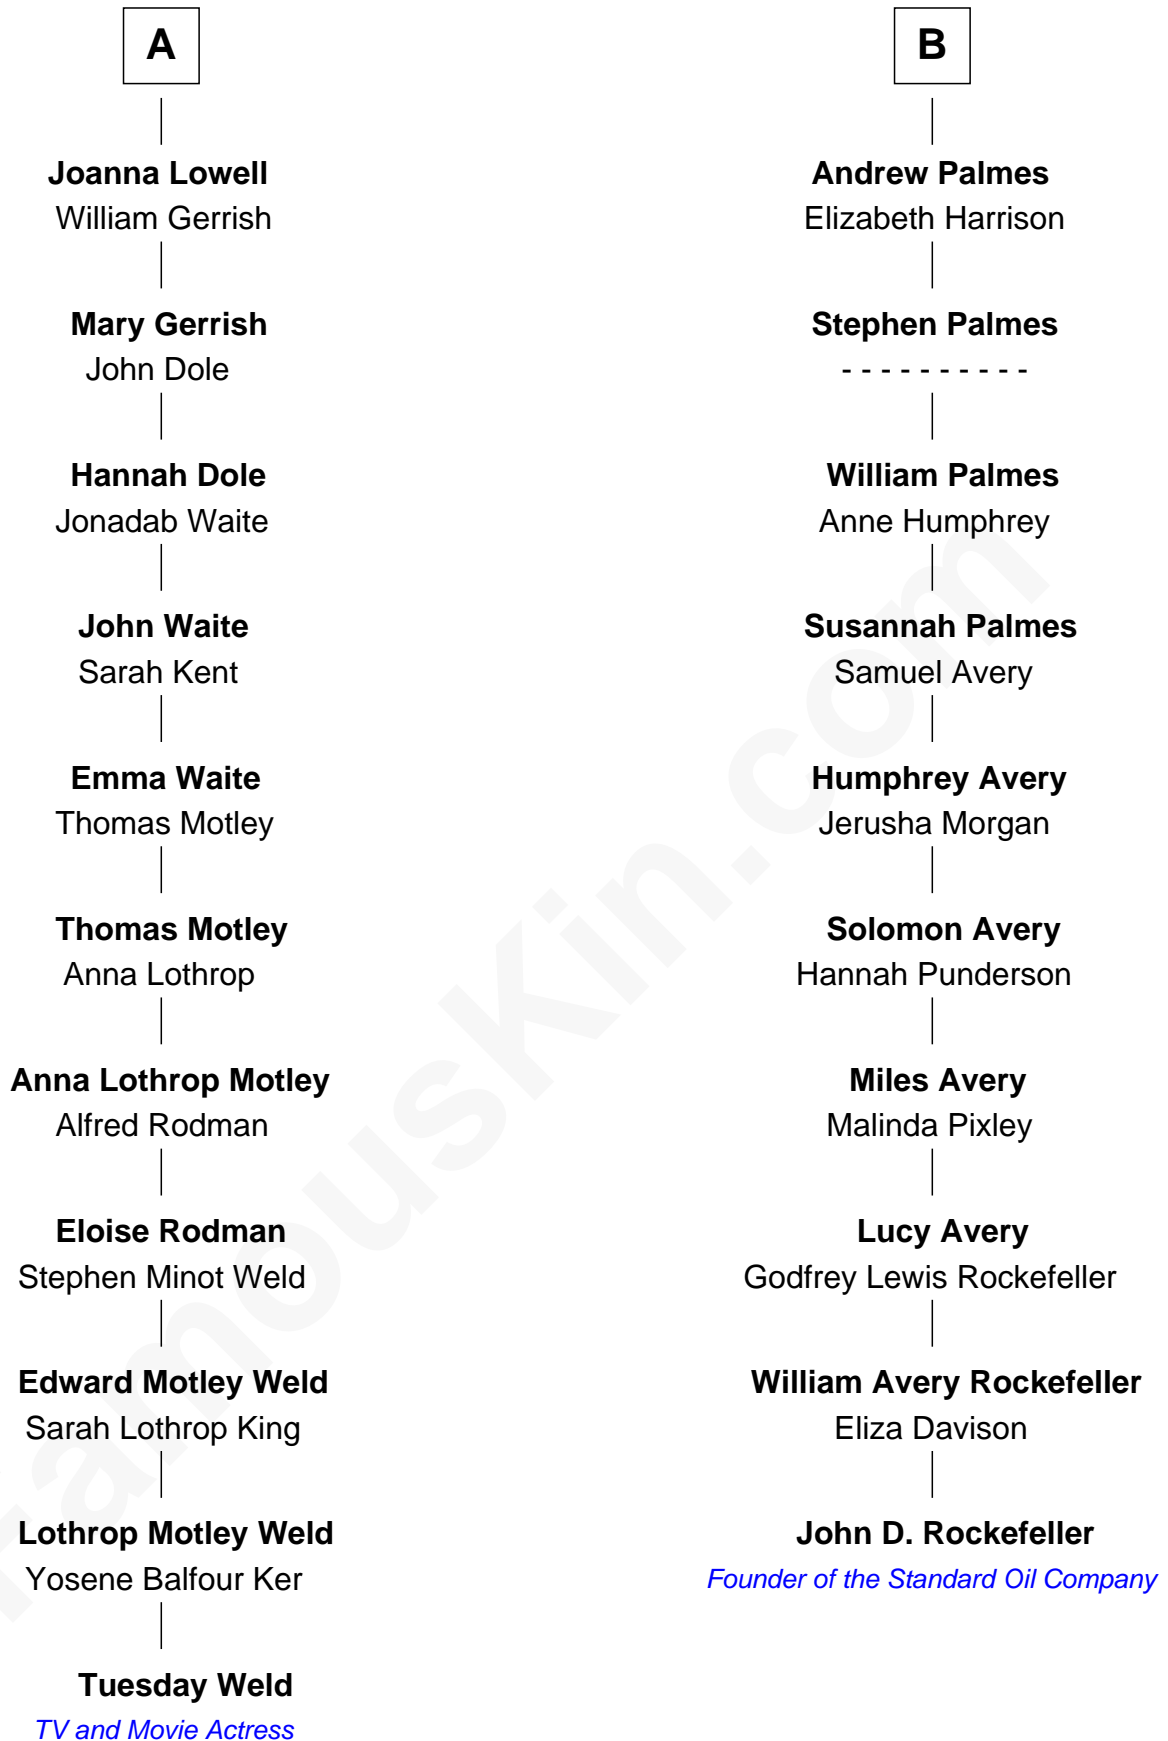 A
Joanna Lowell
William Gerrish
Mary Gerrish
John Dole
Hannah Dole
Jonadab Waite
John Waite
Sarah Kent
Emma Waite
Thomas Motley
Thomas Motley
Anna Lothrop
Anna Lothrop Motley
Alfred Rodman
Eloise Rodman
Stephen Minot Weld
Edward Motley Weld
Sarah Lothrop King
Lothrop Motley Weld
Yosene Balfour Ker
Tuesday Weld
TV and Movie Actress
B
Andrew Palmes
Elizabeth Harrison
Stephen Palmes
- - - - - - - - - -
William Palmes
Anne Humphrey
Susannah Palmes
Samuel Avery
Humphrey Avery
Jerusha Morgan
Solomon Avery
Hannah Punderson
Miles Avery
Malinda Pixley
Lucy Avery
Godfrey Lewis Rockefeller
William Avery Rockefeller
Eliza Davison
John D. Rockefeller
Founder of the Standard Oil Company
FamousKin.com